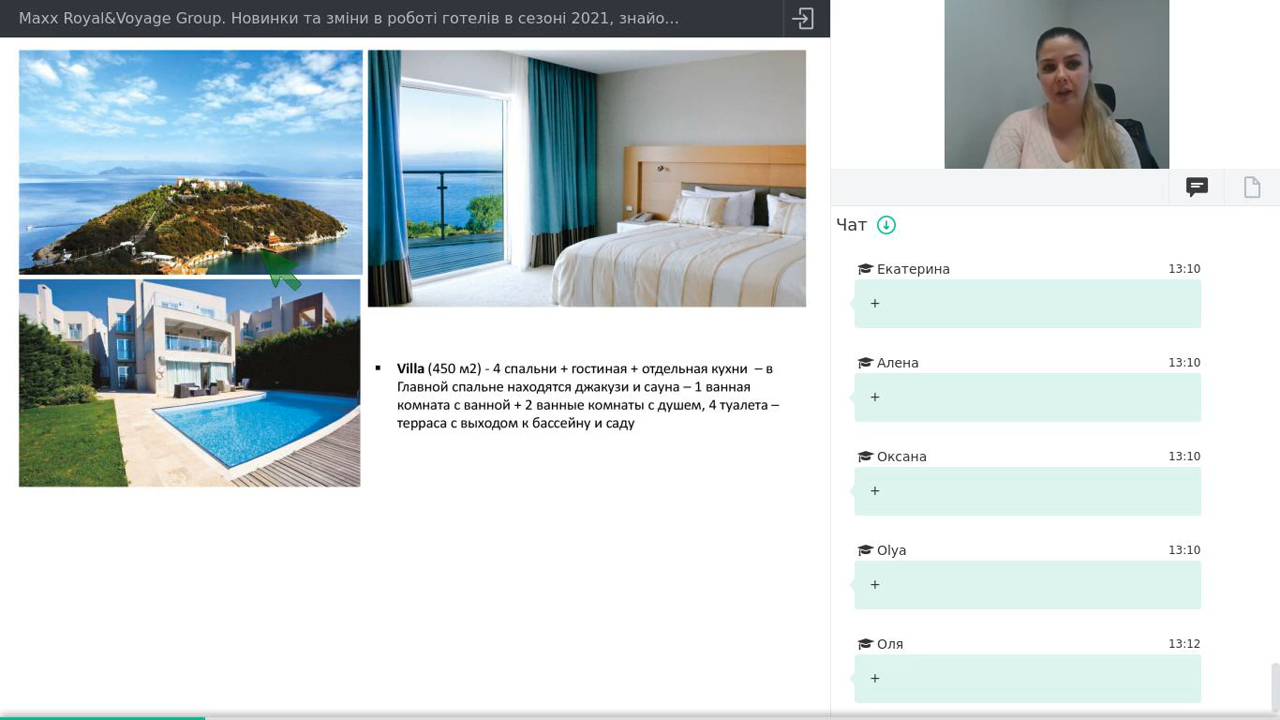 Maxx Royal&Voyage Group. Новинки та зміни в роботі готелів в сезоні 2021, знайо...
▪ Villa (450 м2) - 4 спальни + гостиная + отдельная кухни – в
Главной спальне находятся джакузи и сауна – 1 ванная
комната с ванной + 2 ванные комнаты с душем, 4 туалета –
терраса с выходом к бассейну и саду
Чат
Екатерина 13:10
+
Алена 13:10
+
Оксана 13:10
+
Olya 13:10
+
Оля 13:12
+